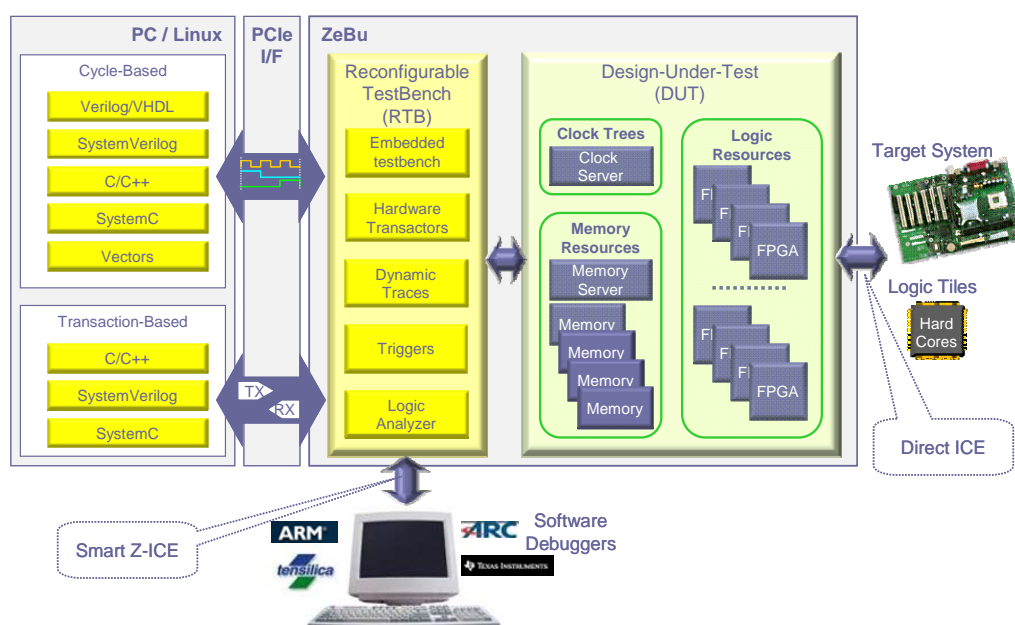 PC / Linux
Cycle-Based
Verilog/VHDL
SystemVerilog
C/C++
SystemC
Vectors
Transaction-Based
C/C++
SystemVerilog
SystemC
PCIe
I/F
TX
RX
ZeBu
Reconfigurable
TestBench
(RTB)
Embedded
testbench
Hardware
Transactors
Dynamic
Traces
Triggers
Logic
Analyzer
Design-Under-Test
(DUT)
Clock Trees
Clock
Server
Memory
Resources
Memory
Server
Memory
Memory
Memory
Memory
Logic
Resources
FPGA
FPGA
Target System
Logic Tiles
Hard
Cores
Direct ICE
Smart Z-ICE
ARM
tensilica
ARC
TEXAS INSTRUMENTS
Software
Debuggers